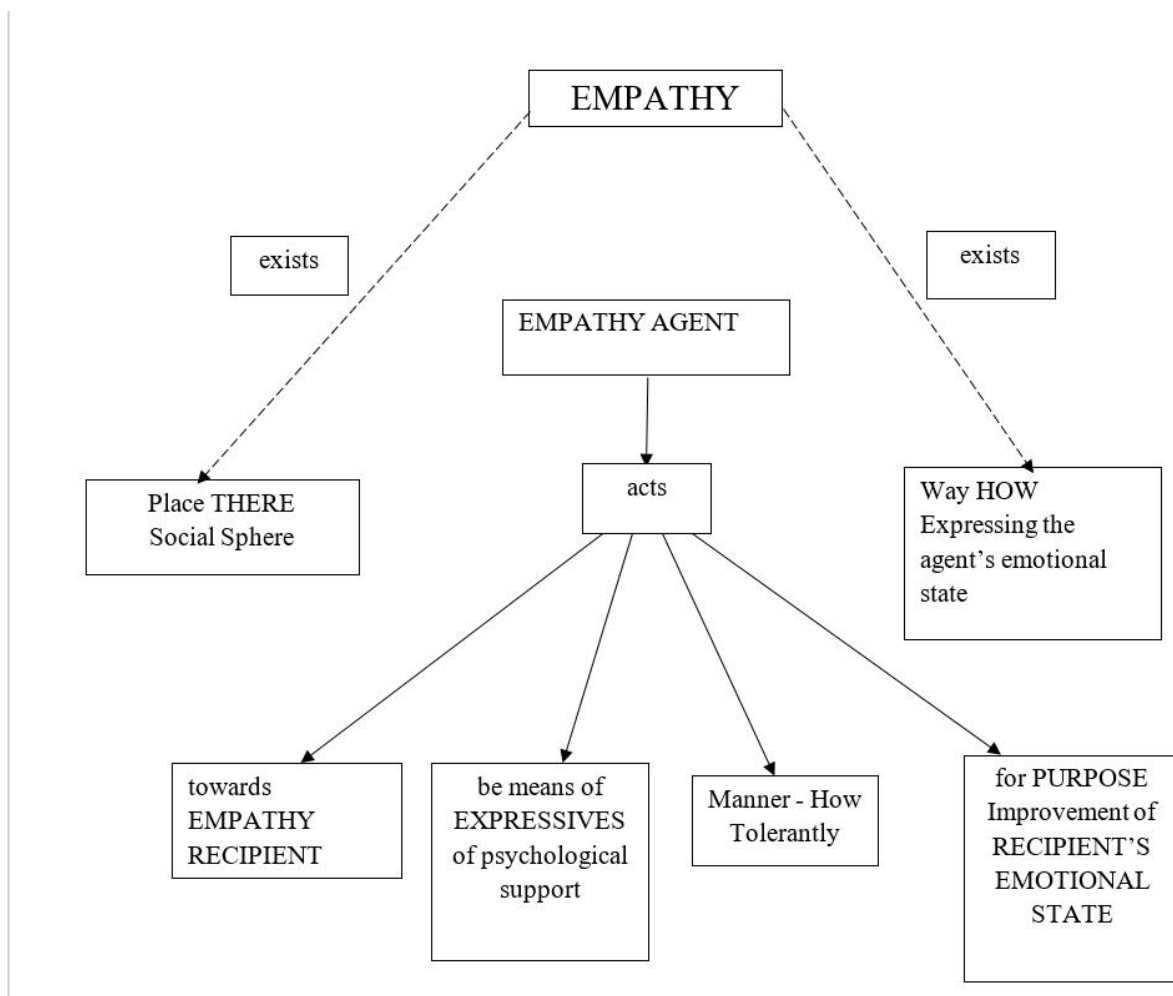 EMPATHY
exists
exists
EMPATHY AGENT
Place THERE
Social Sphere
acts
Way HOW
Expressing the
agent’s emotional
state
towards
EMPATHY
RECIPIENT
be means of
EXPRESSIVES
of psychological
support
Manner - How
Tolerantly
for PURPOSE
Improvement of
RECIPIENT’S
EMOTIONAL
STATE